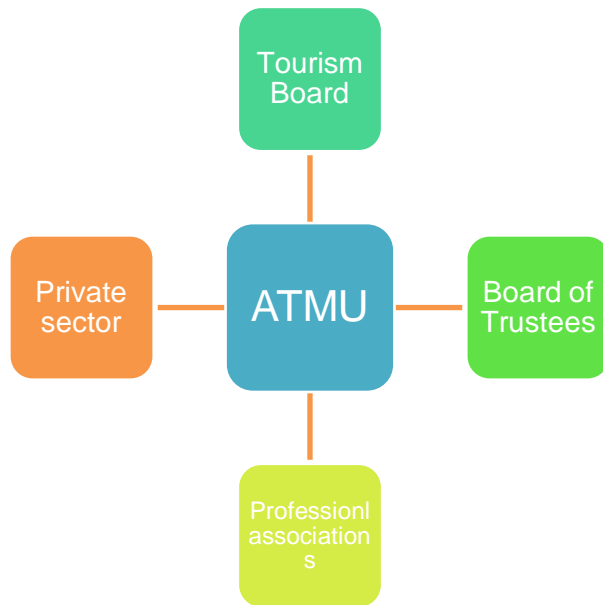 Tourism
Board
Private
sector
ATMU
Board of
Trustees
Professionl
association
s